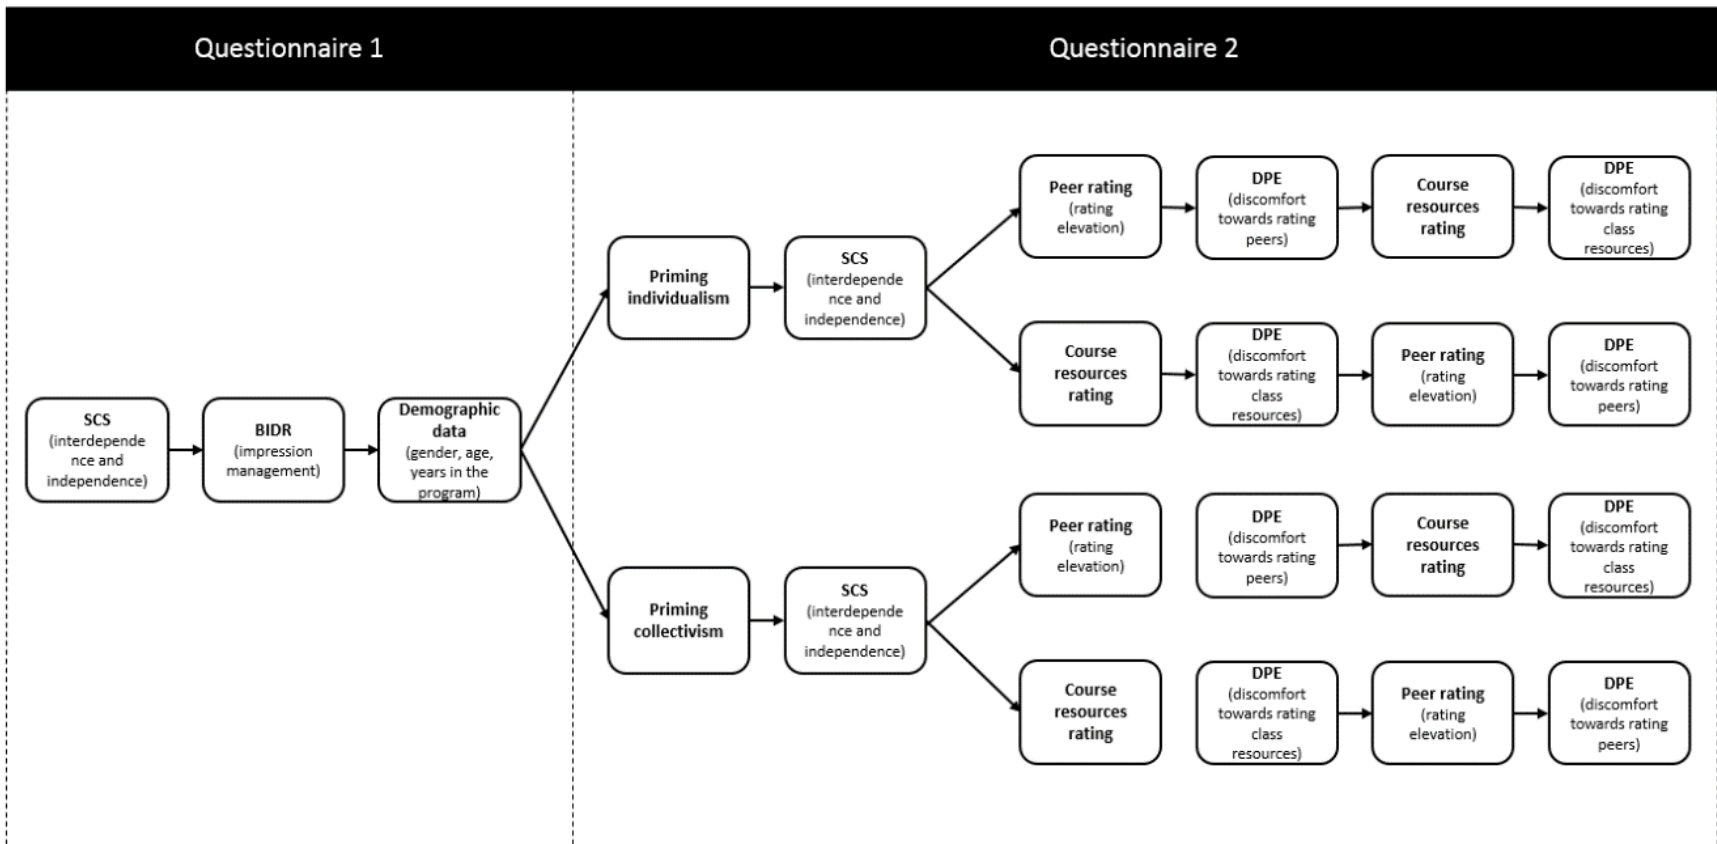 Questionnaire 1
Questionnaire 2
SCS
(interdepende
nce and
independence)
BIDR
(impression
management)
Demographic
data
(gender, age,
years in the
program)
Priming
individualism
SCS
(interdepende
nce and
independence)
Peer rating
(rating
elevation)
DPE
(discomfort
towards rating
peers)
Course
resources
rating
DPE
(discomfort
towards rating
class
resources)
Course
resources
rating
DPE
(discomfort
towards rating
class
resources)
Peer rating
(rating
elevation)
DPE
(discomfort
towards rating
peers)
Priming
collectivism
SCS
(interdepende
nce and
independence)
Peer rating
(rating
elevation)
DPE
(discomfort
towards rating
peers)
Course
resources
rating
DPE
(discomfort
towards rating
class
resources)
Course
resources
rating
DPE
(discomfort
towards rating
class
resources)
Peer rating
(rating
elevation)
DPE
(discomfort
towards rating
peers)